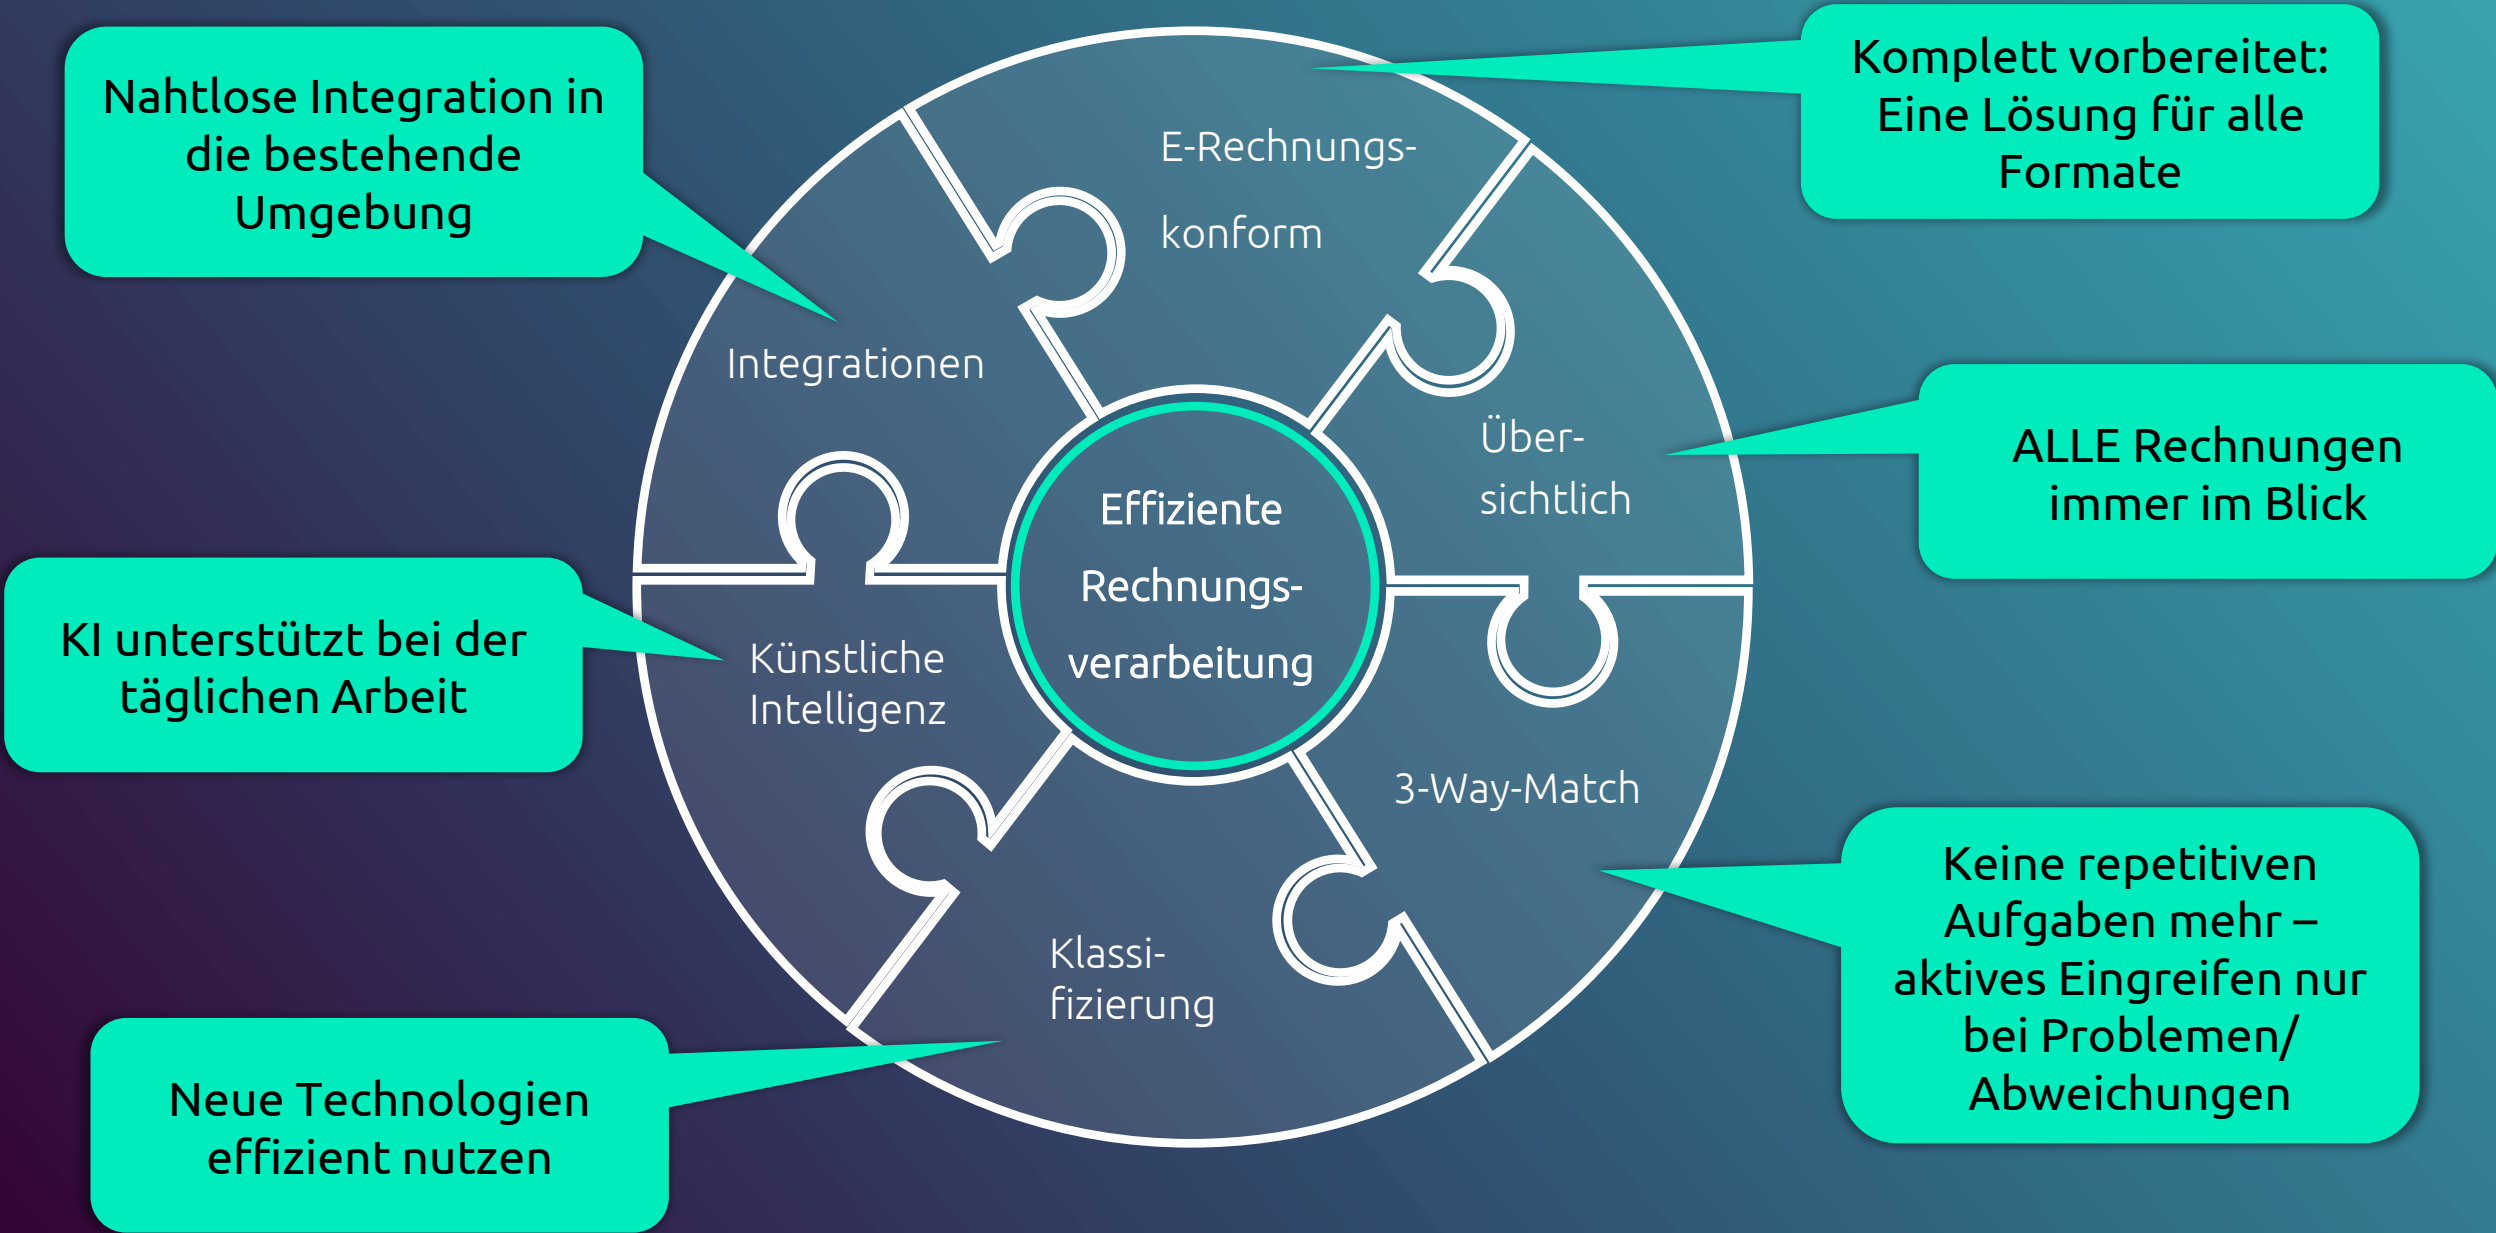 Nahtlose Integration in
die bestehende
Umgebung
Komplett vorbereitet:
Eine Lösung für alle
Formate
E-Rechnungs-
konform
Integrationen
Über-
sichtlich
ALLE Rechnungen
immer im Blick
Effiziente
Rechnungs-
verarbeitung
KI unterstützt bei der
täglichen Arbeit
Künstliche
Intelligenz
3-Way-Match
Keine repetitiven
Aufgaben mehr –
aktives Eingreifen nur
bei Problemen/
Abweichungen
Klassi-
fizierung
Neue Technologien
effizient nutzen